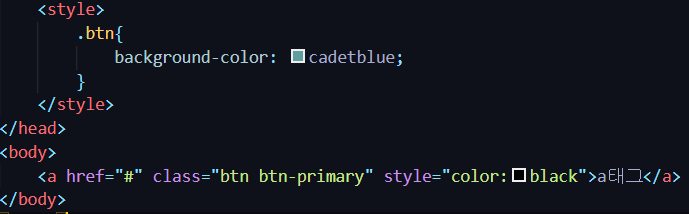 <style>
.btn{
background-color: cadetblue;
}
</style>
</head>
<body>
<a href="#" class="btn btn-primary" style="color:black">a태그</a>
</body>